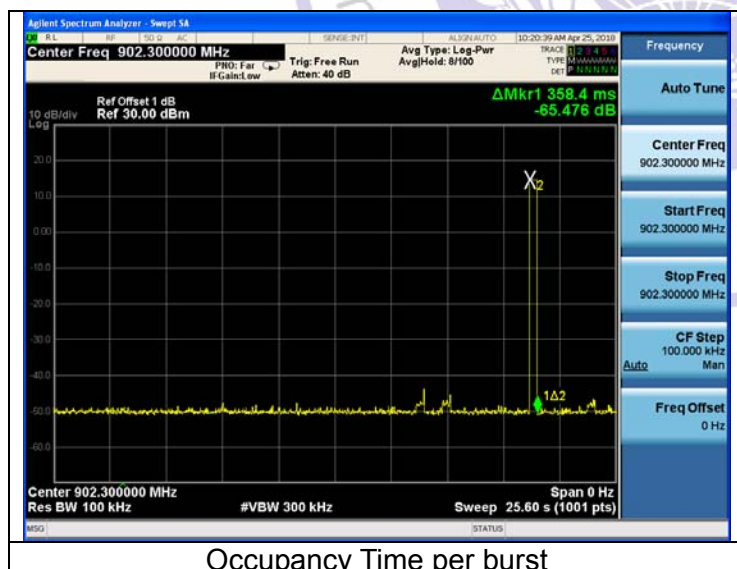 Agilent Spectrum Analyzer - Swept SA
RL RF 50 Ω AC SENSE:INT ALIGN AUTO 10:20:39 AM Apr 25, 2018
Center Freq 902.300000 MHz
PNO: Far
IFGain:Low
Trig: Free Run
Atten: 40 dB
Avg Type: Log-Pwr
Avg|Hold: 8/100
TRACE 1 2 3 4 5 6
TYPE
DET P N N N N N
ΔMkr1 358.4 ms
-65.476 dB
Ref Offset 1 dB
10 dB/div Ref 30.00 dBm
Log
20.0
10.0
0.00
-10.0
-20.0
-30.0
-40.0
-50.0
-60.0
X2
1Δ2
Center 902.300000 MHz Span 0 Hz
Res BW 100 kHz #VBW 300 kHz Sweep 25.60 s (1001 pts)
MSG STATUS
Frequency
Auto Tune
Center Freq
902.300000 MHz
Start Freq
902.300000 MHz
Stop Freq
902.300000 MHz
CF Step
100.000 kHz
Auto Man
Freq Offset
0 Hz
Occupancy Time per burst